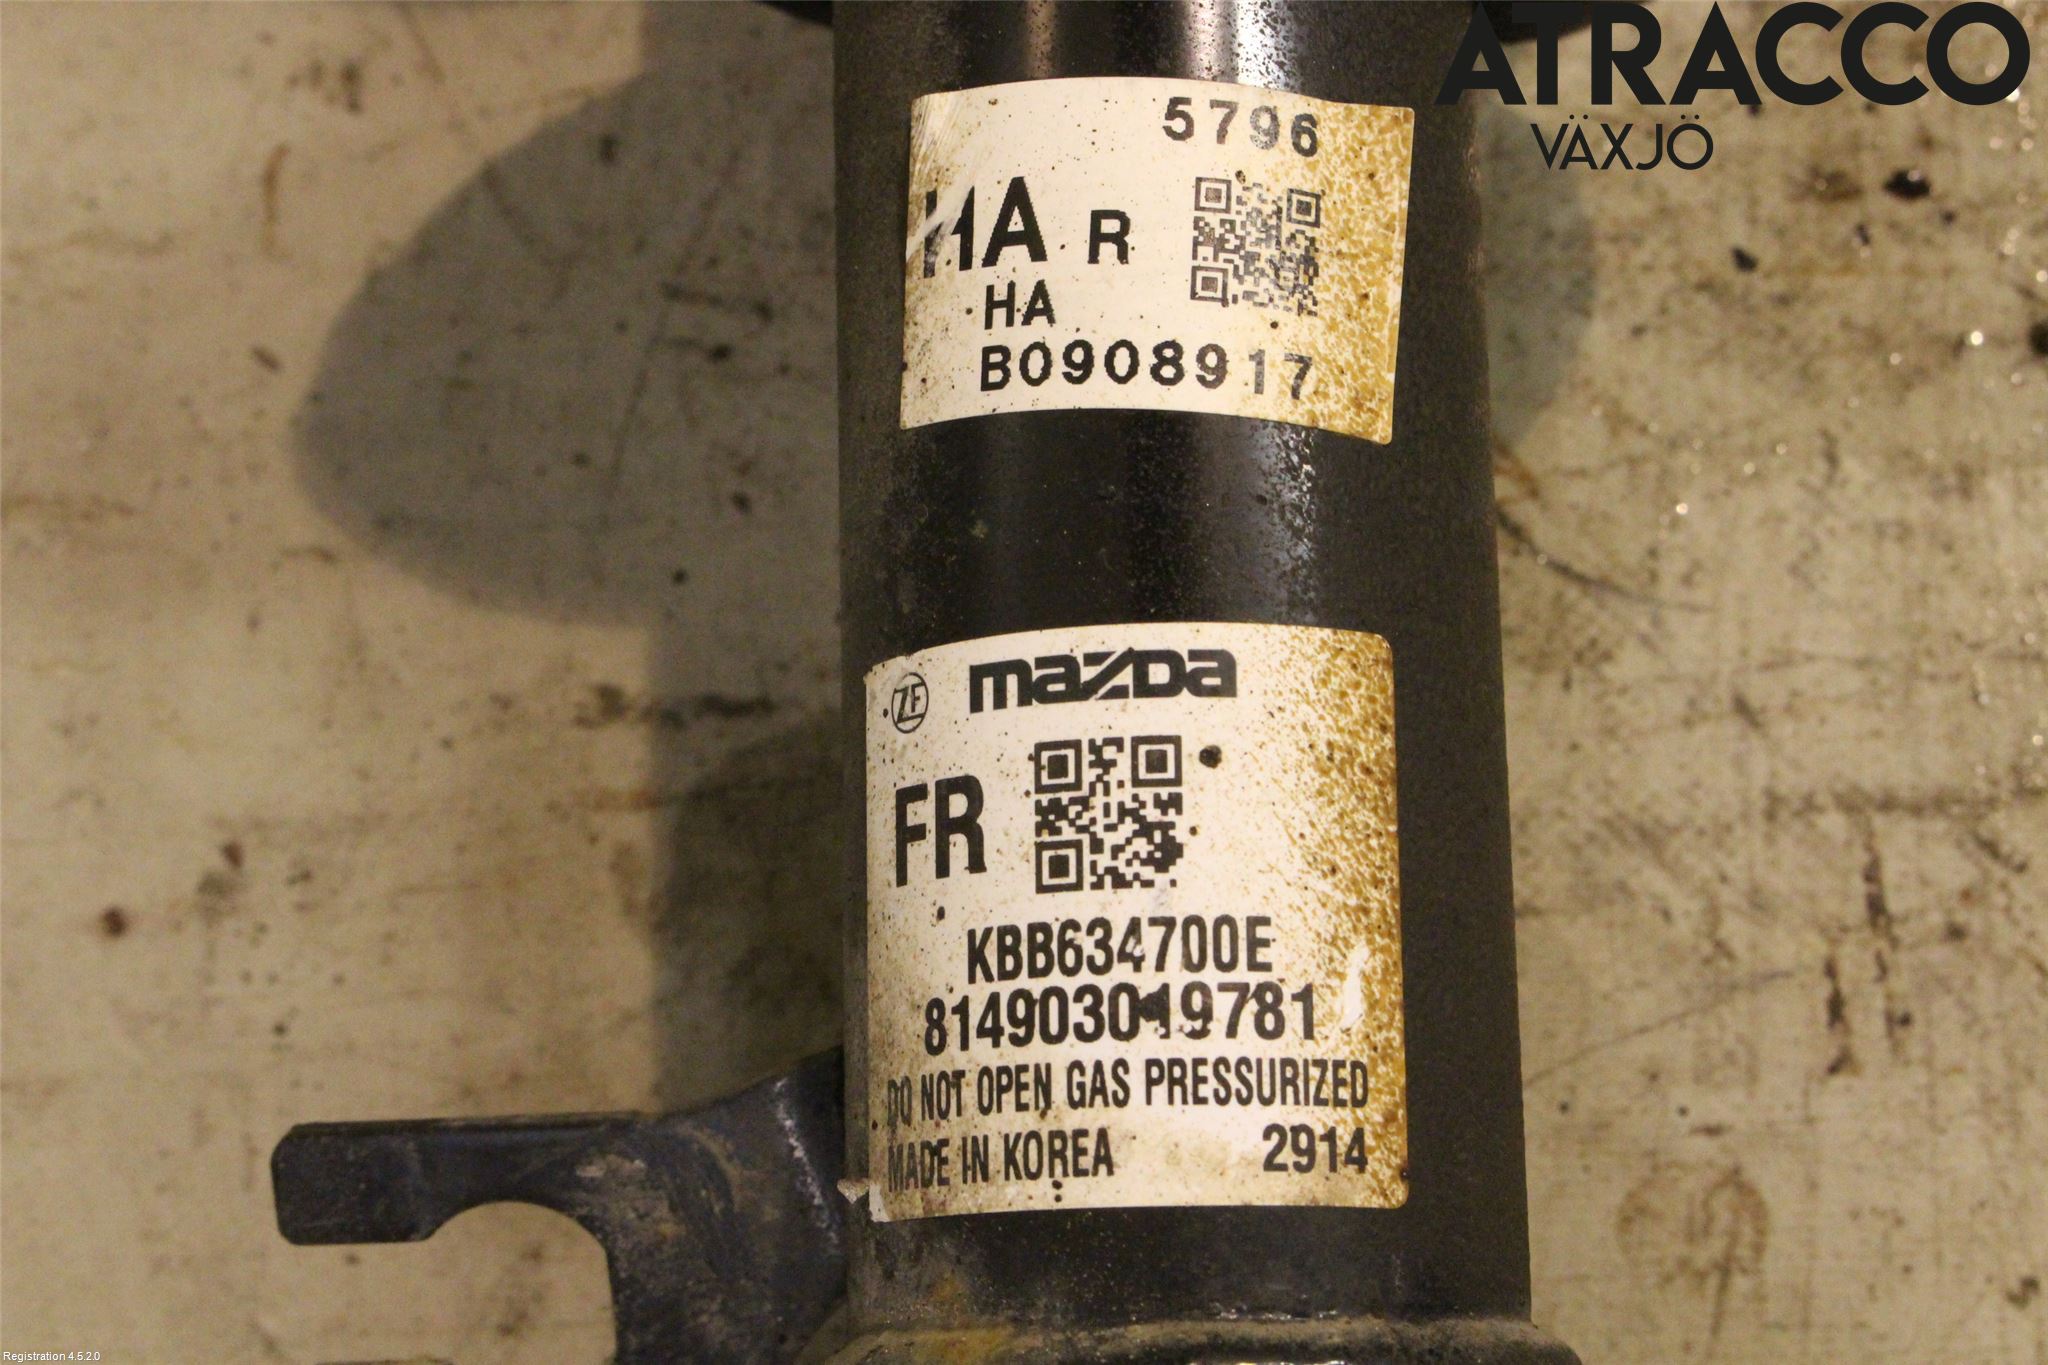 ATRACCO
VÄXJÖ
5796
HA R
HA
B0908917
ZF mazda
FR
KBB634700E
814903019781
DO NOT OPEN GAS PRESSURIZED
MADE IN KOREA 2914
Registration 4.5.2.0